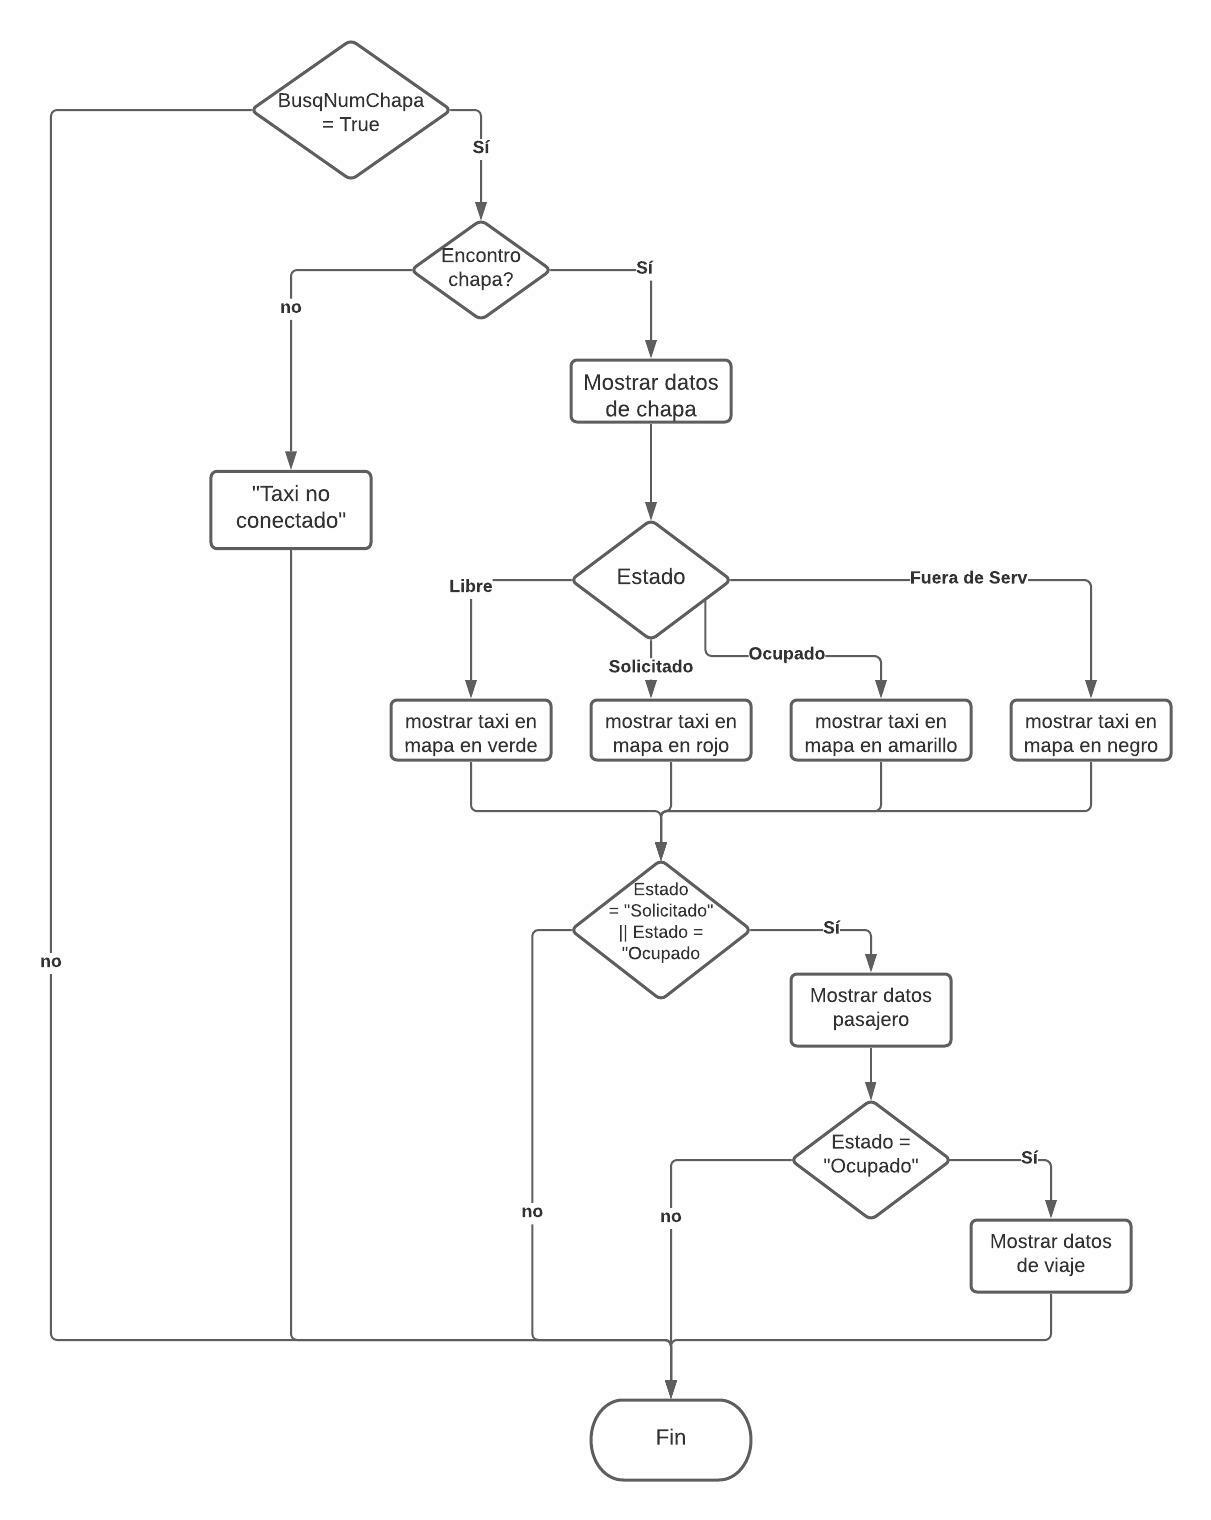 BusqNumChapa
= True
Sí
Encontro
chapa?
Sí
no
Mostrar datos
de chapa
"Taxi no
conectado"
Estado
Libre
Fuera de Serv
Solicitado
Ocupado
mostrar taxi en
mapa en verde
mostrar taxi en
mapa en rojo
mostrar taxi en
mapa en amarillo
mostrar taxi en
mapa en negro
Estado
= "Solicitado"
|| Estado =
"Ocupado
Sí
no
Mostrar datos
pasajero
Estado =
"Ocupado"
Sí
no
no
Mostrar datos
de viaje
Fin